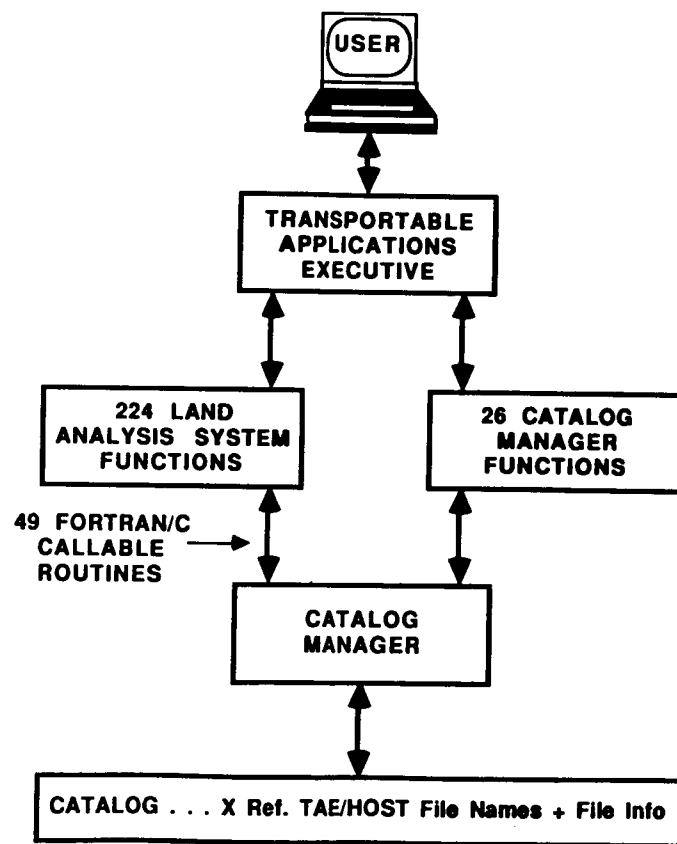 USER
TRANSPORTABLE
APPLICATIONS
EXECUTIVE
224 LAND
ANALYSIS SYSTEM
FUNCTIONS
26 CATALOG
MANAGER
FUNCTIONS
49 FORTRAN/C
CALLABLE
ROUTINES
CATALOG
MANAGER
CATALOG . . . X Ref. TAE/HOST File Names + File Info